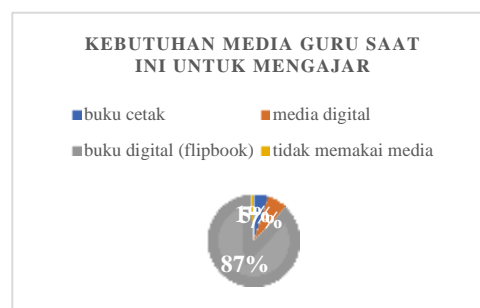 KEBUTUHAN MEDIA GURU SAAT
INI UNTUK MENGAJAR
buku cetak
media digital
buku digital (flipbook)
tidak memakai media
87%